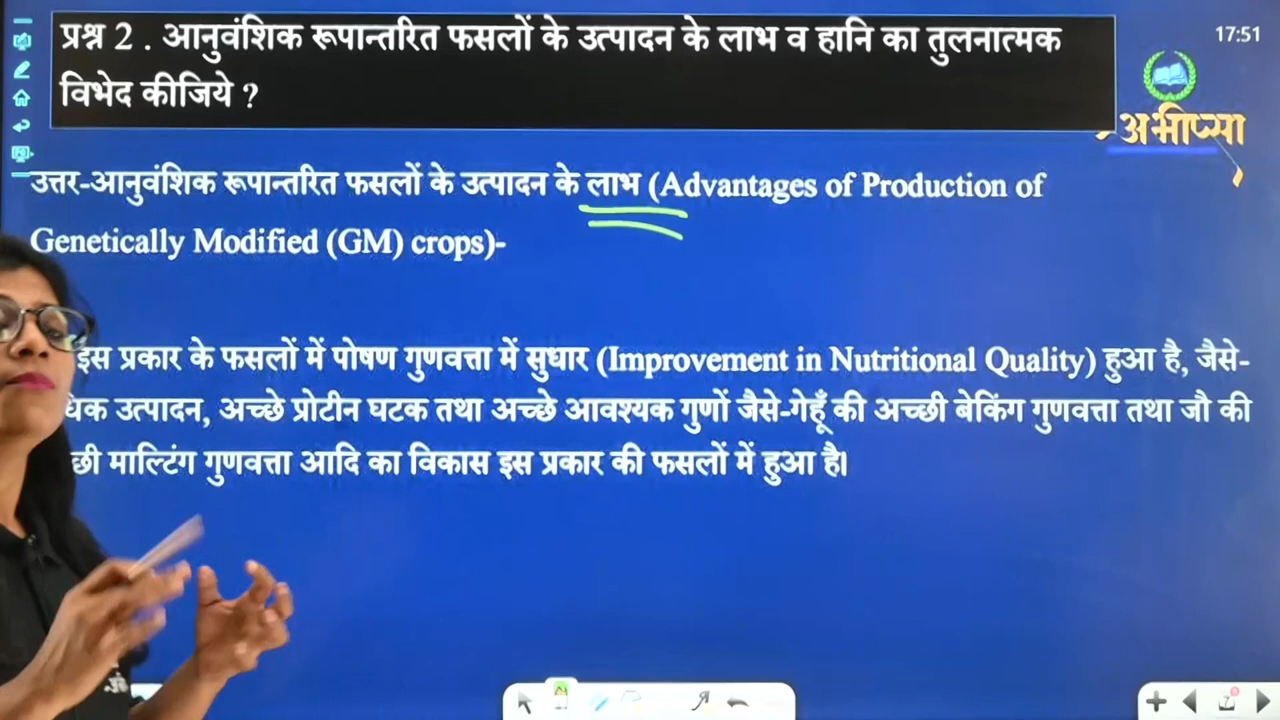 प्रश्न 2 . आनुवंशिक रूपान्तरित फसलों के उत्पादन के लाभ व हानि का तुलनात्मक
विभेद कीजिये ?
17:51
अभीप्सा
उत्तर-आनुवंशिक रूपान्तरित फसलों के उत्पादन के लाभ (Advantages of Production of
Genetically Modified (GM) crops)-
इस प्रकार के फसलों में पोषण गुणवत्ता में सुधार (Improvement in Nutritional Quality) हुआ है, जैसे-
उत्पादन, अच्छे प्रोटीन घटक तथा अच्छे आवश्यक गुणों जैसे-गेहूँ की अच्छी बेकिंग गुणवत्ता तथा जौ की
माल्टिंग गुणवत्ता आदि का विकास इस प्रकार की फसलों में हुआ है।